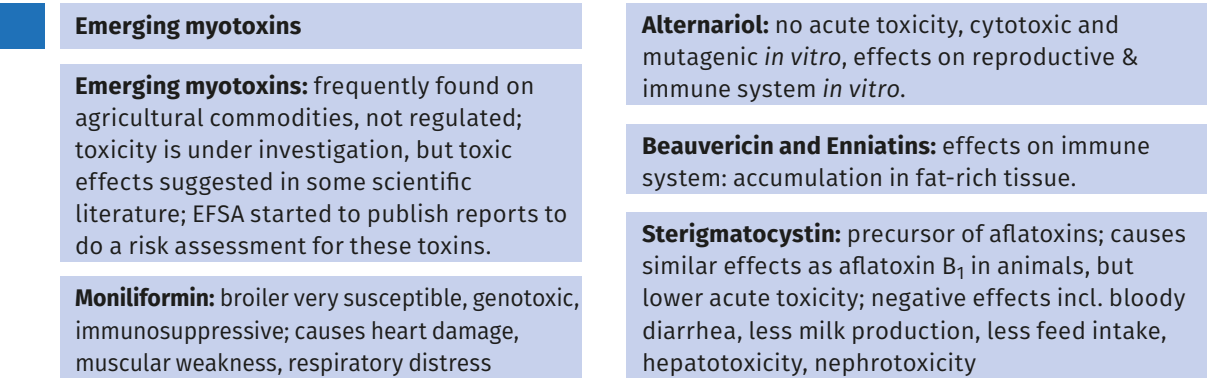 Emerging myotoxins
Emerging myotoxins: frequently found on
agricultural commodities, not regulated;
toxicity is under investigation, but toxic
effects suggested in some scientific
literature; EFSA started to publish reports to
do a risk assessment for these toxins.
Moniliformin: broiler very susceptible, genotoxic,
immunosuppressive; causes heart damage,
muscular weakness, respiratory distress
Alternariol: no acute toxicity, cytotoxic and
mutagenic in vitro, effects on reproductive &
immune system in vitro.
Beauvericin and Enniatins: effects on immune
system: accumulation in fat-rich tissue.
Sterigmatocystin: precursor of aflatoxins; causes
similar effects as aflatoxin B₁ in animals, but
lower acute toxicity; negative effects incl. bloody
diarrhea, less milk production, less feed intake,
hepatotoxicity, nephrotoxicity